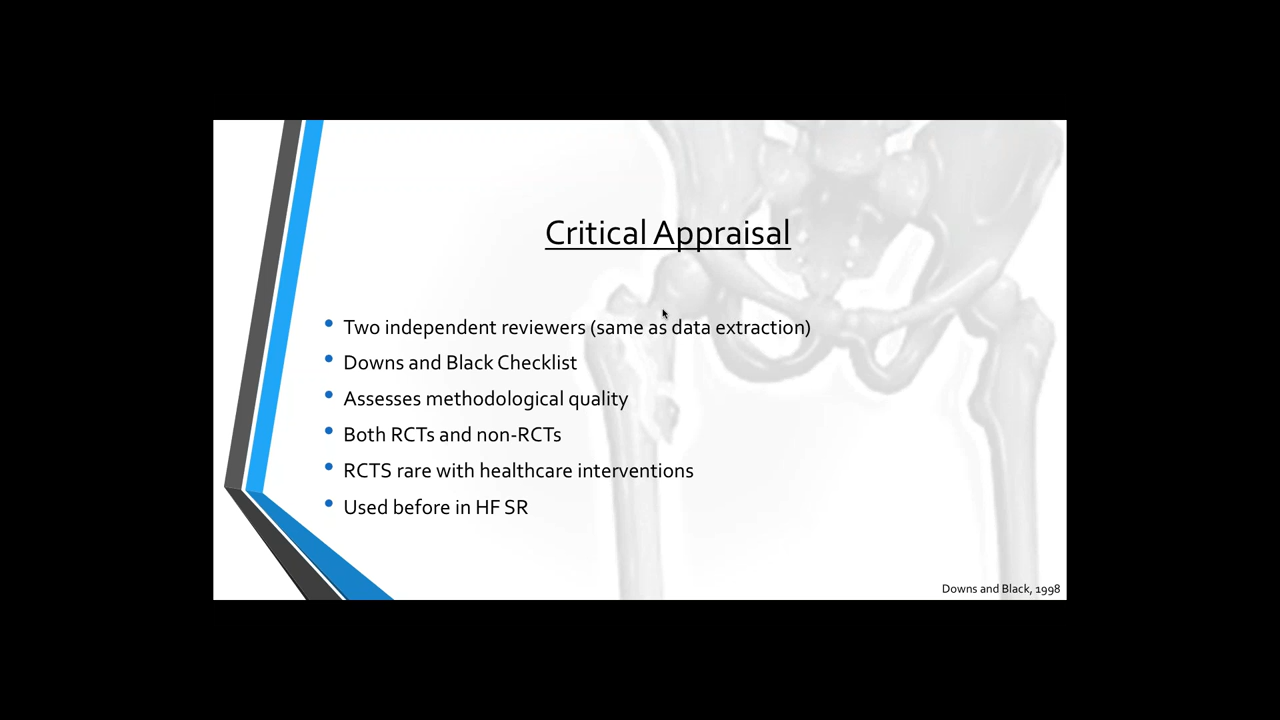 Critical Appraisal
• Two independent reviewers (same as data extraction)
• Downs and Black Checklist
• Assesses methodological quality
• Both RCTs and non-RCTs
• RCTS rare with healthcare interventions
• Used before in HF SR
Downs and Black, 1998